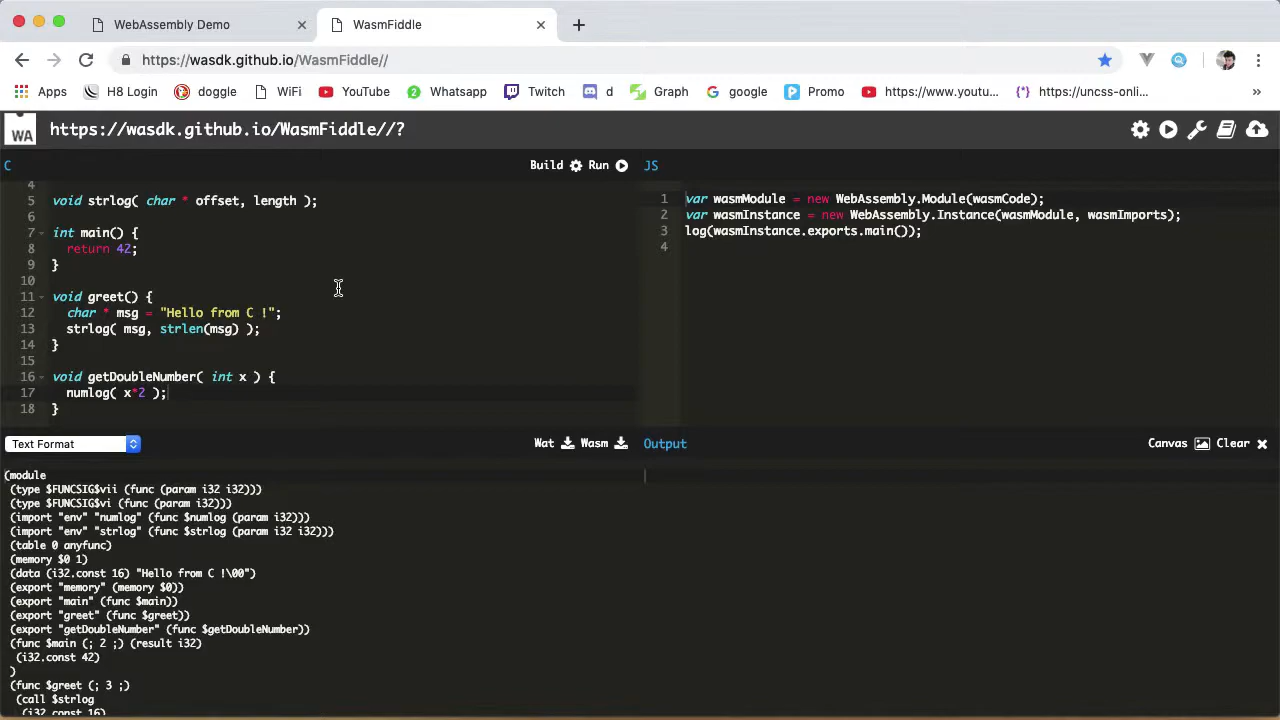 WebAssembly Demo
WasmFiddle
https://wasdk.github.io/WasmFiddle//
Apps H8 Login doggle WiFi YouTube Whatsapp Twitch d Graph google Promo https://www.youtu... https://uncss-onli... »
WA https://wasdk.github.io/WasmFiddle//?
C Build Run JS
4
5 void strlog( char * offset, length );
6
7 int main() {
8 return 42;
9 }
10
11 void greet() {
12 char * msg = "Hello from C !";
13 strlog( msg, strlen(msg) );
14 }
15
16 void getDoubleNumber( int x ) {
17 numlog( x*2 );
18 }
1 var wasmModule = new WebAssembly.Module(wasmCode);
2 var wasmInstance = new WebAssembly.Instance(wasmModule, wasmImports);
3 log(wasmInstance.exports.main());
4
Text Format Wat Wasm Output Canvas Clear
(module
(type $FUNCSIG$vii (func (param i32 i32)))
(type $FUNCSIG$vi (func (param i32)))
(import "env" "numlog" (func $numlog (param i32)))
(import "env" "strlog" (func $strlog (param i32 i32)))
(table 0 anyfunc)
(memory $0 1)
(data (i32.const 16) "Hello from C !\00")
(export "memory" (memory $0))
(export "main" (func $main))
(export "greet" (func $greet))
(export "getDoubleNumber" (func $getDoubleNumber))
(func $main (; 2 ;) (result i32)
(i32.const 42)
)
(func $greet (; 3 ;)
(call $strlog
(i32.const 16)